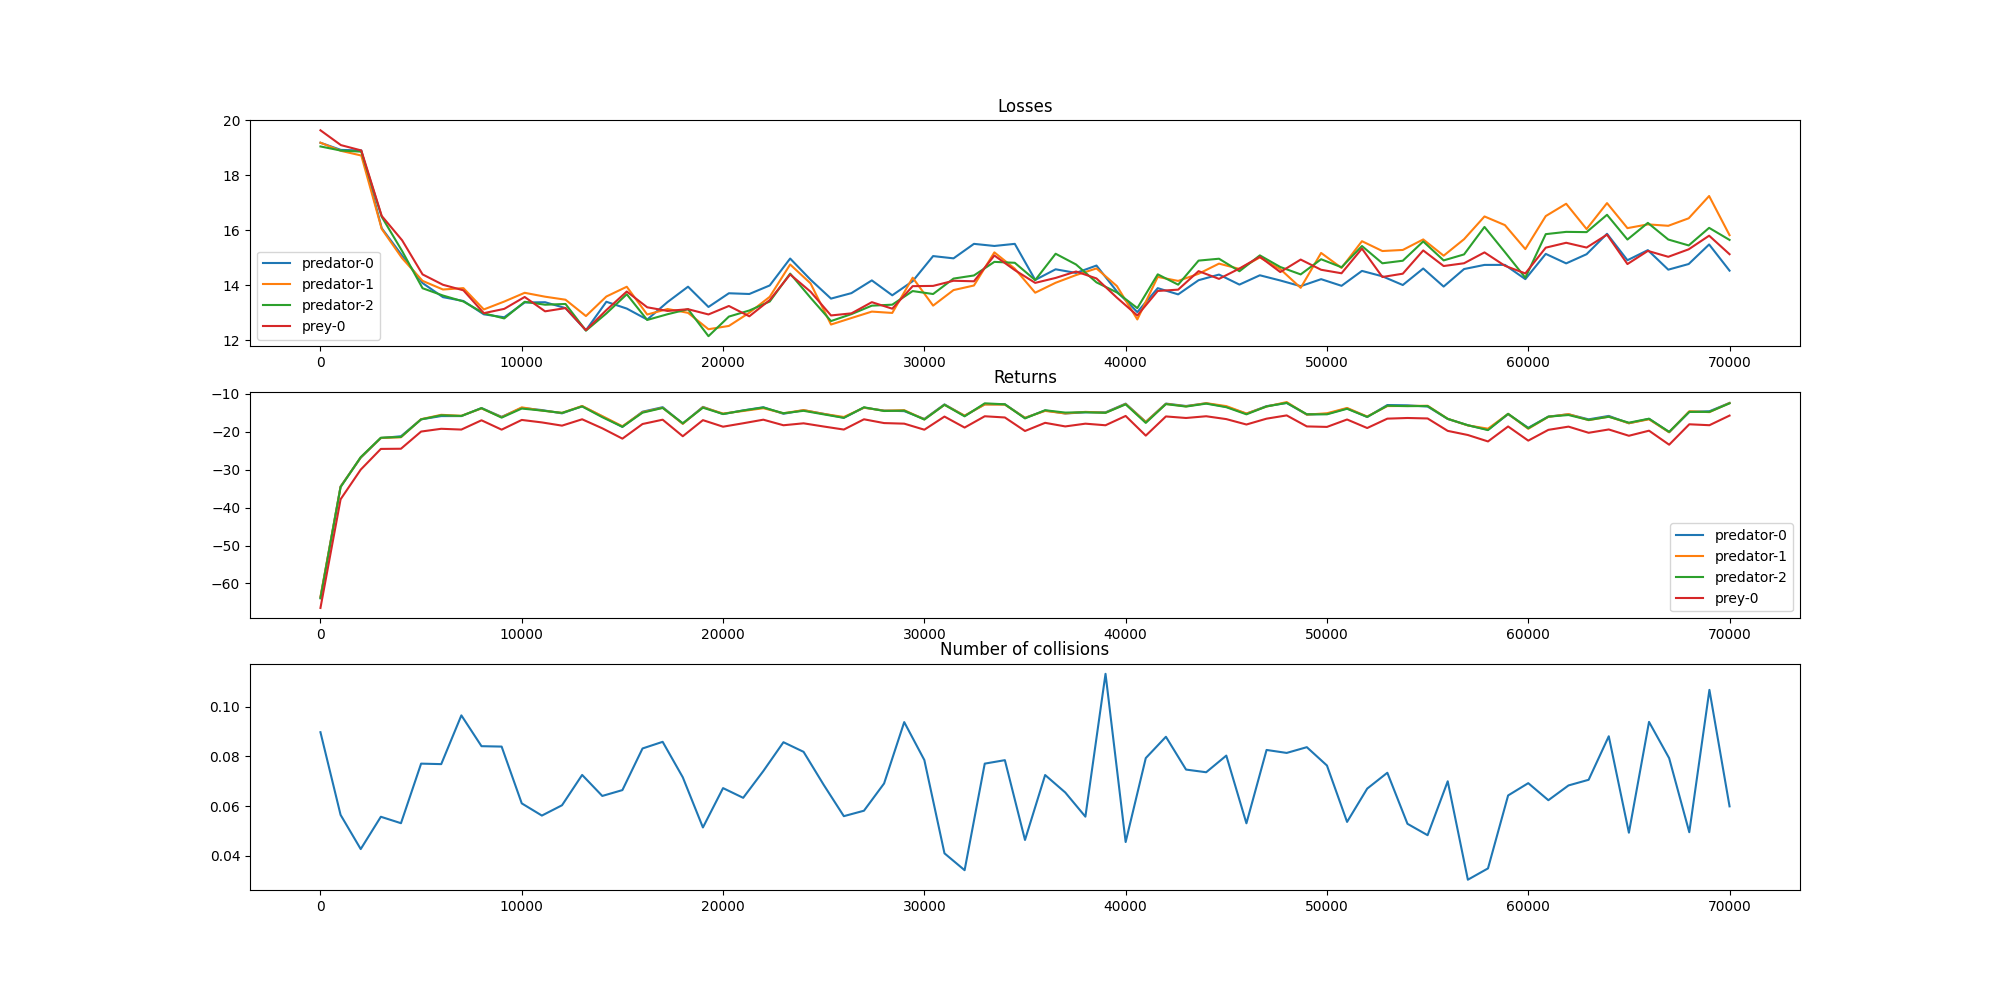 Losses
20
18
16
14
12
predator-0
predator-1
predator-2
prey-0
0 10000 20000 30000 40000 50000 60000 70000
Returns
−10
−20
−30
−40
−50
−60
predator-0
predator-1
predator-2
prey-0
0 10000 20000 30000 40000 50000 60000 70000
Number of collisions
0.10
0.08
0.06
0.04
0 10000 20000 30000 40000 50000 60000 70000